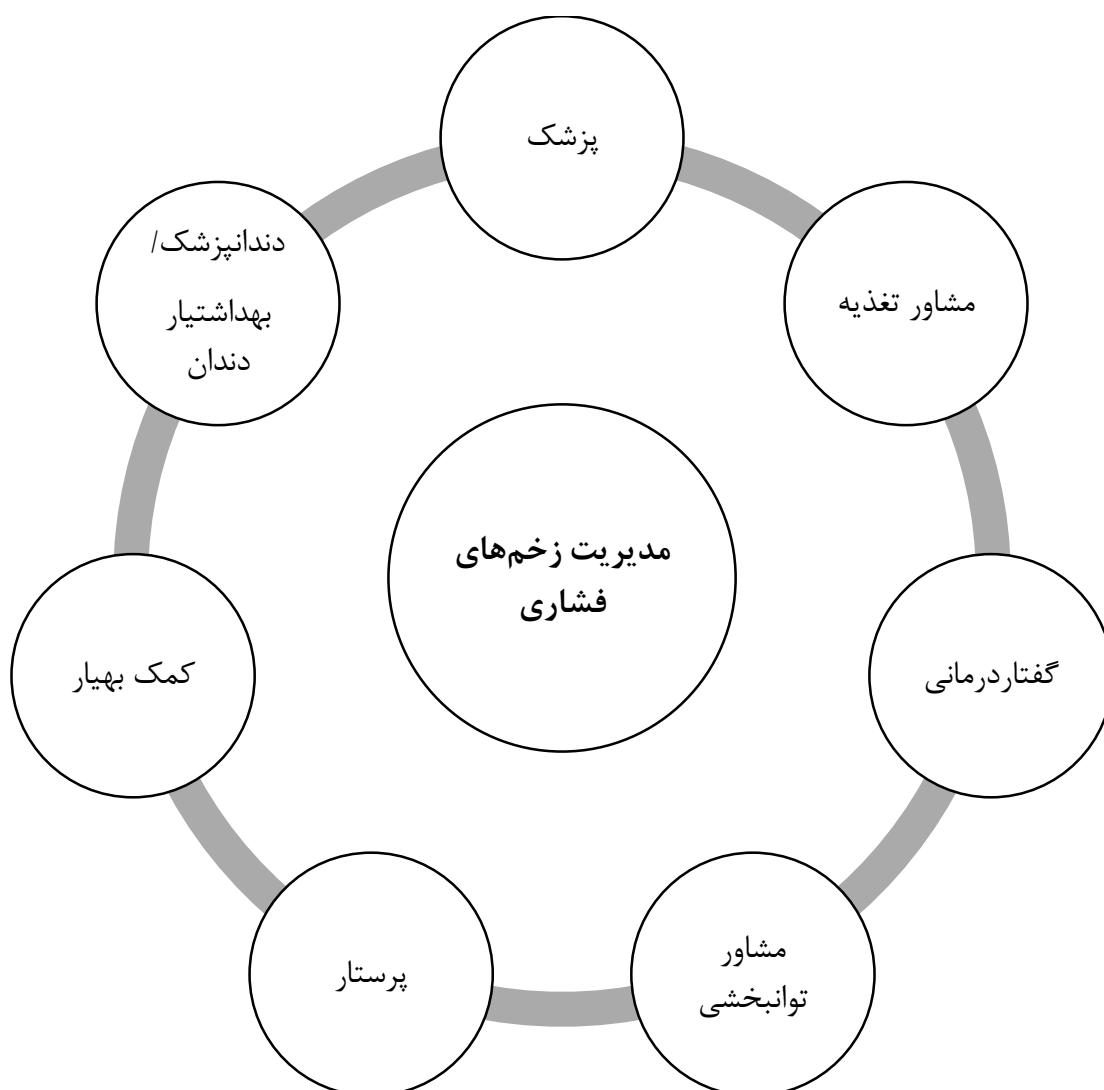 پزشک
مشاور تغذیه
گفتاردرمانی
مشاور
توانبخشی
پرستار
کمک بهیار
دندانپزشک/
بهداشتیار
دندان
مدیریت زخم‌های
فشاری